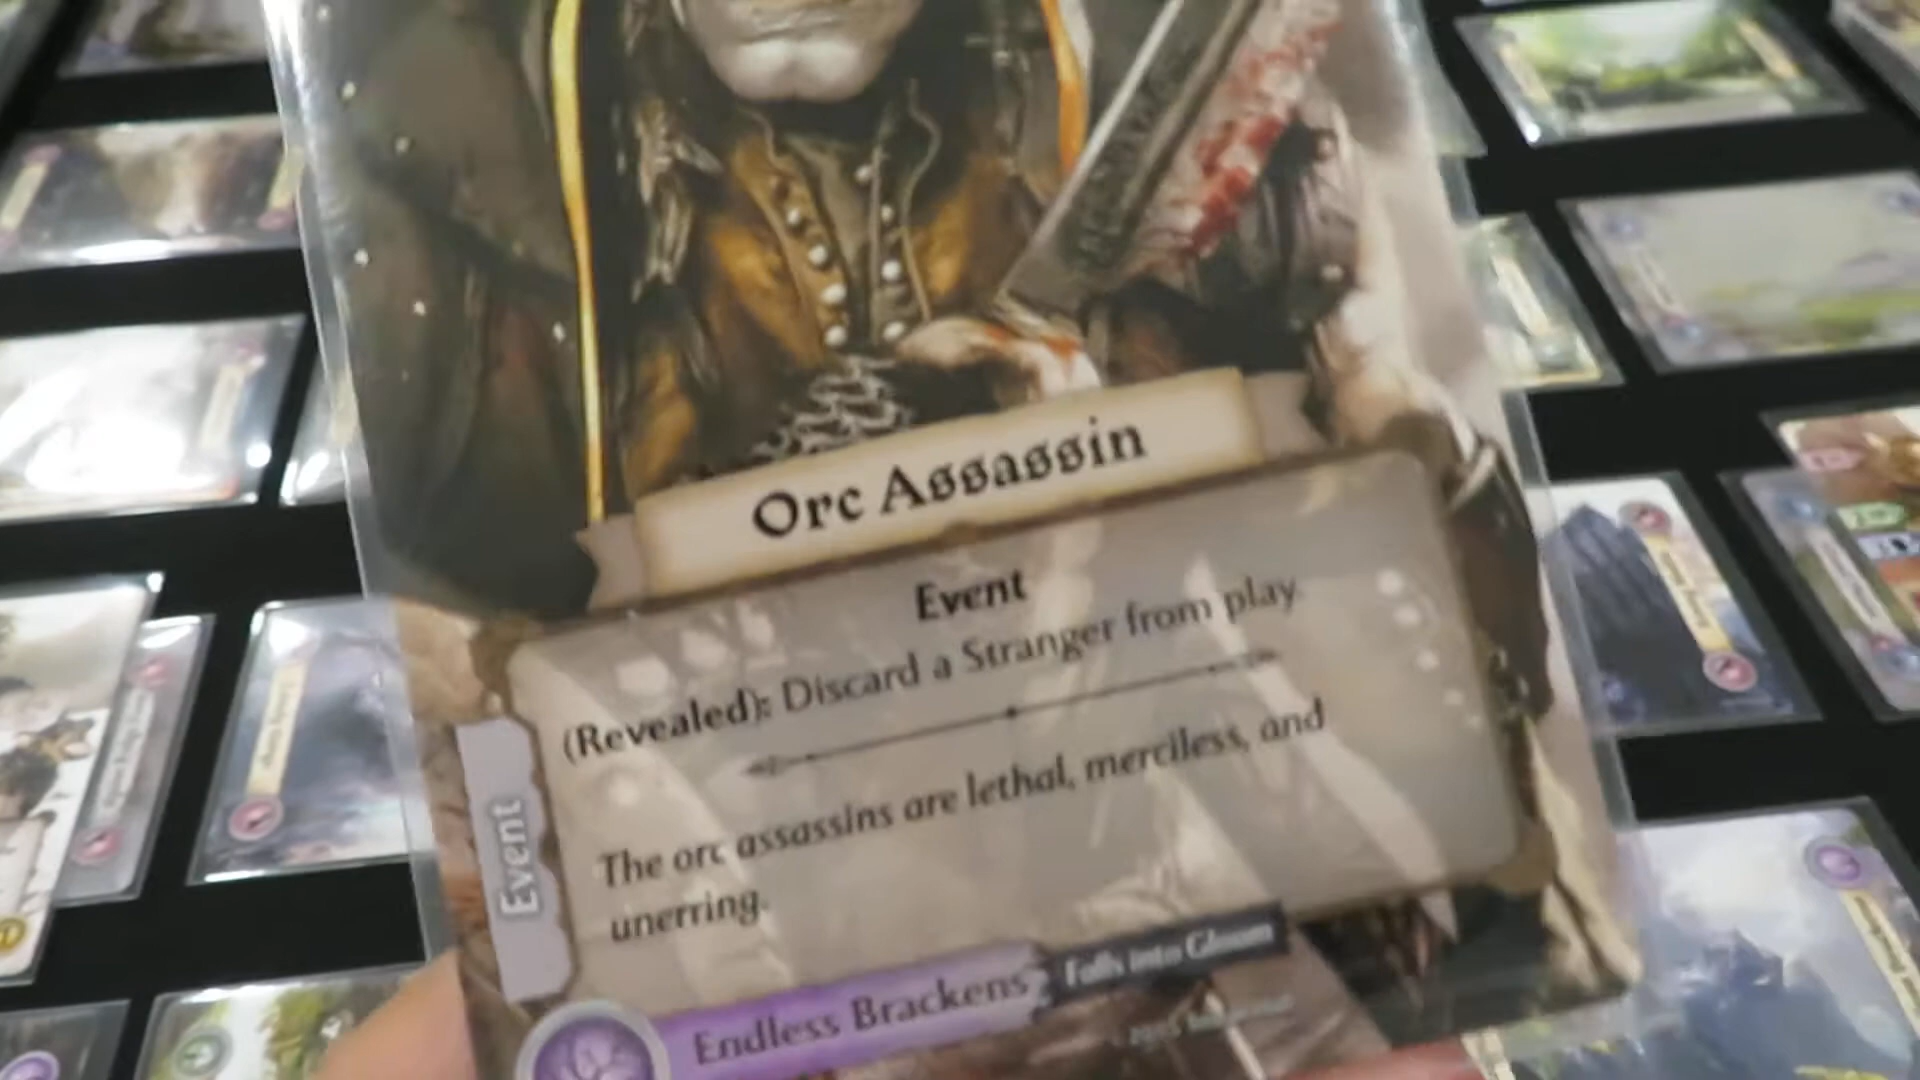 Orc Assassin
Event
(Revealed): Discard a Stranger from play.
The orc assassins are lethal, merciless, and
unerring.
Event
Endless Brackens
Falls into Gloom